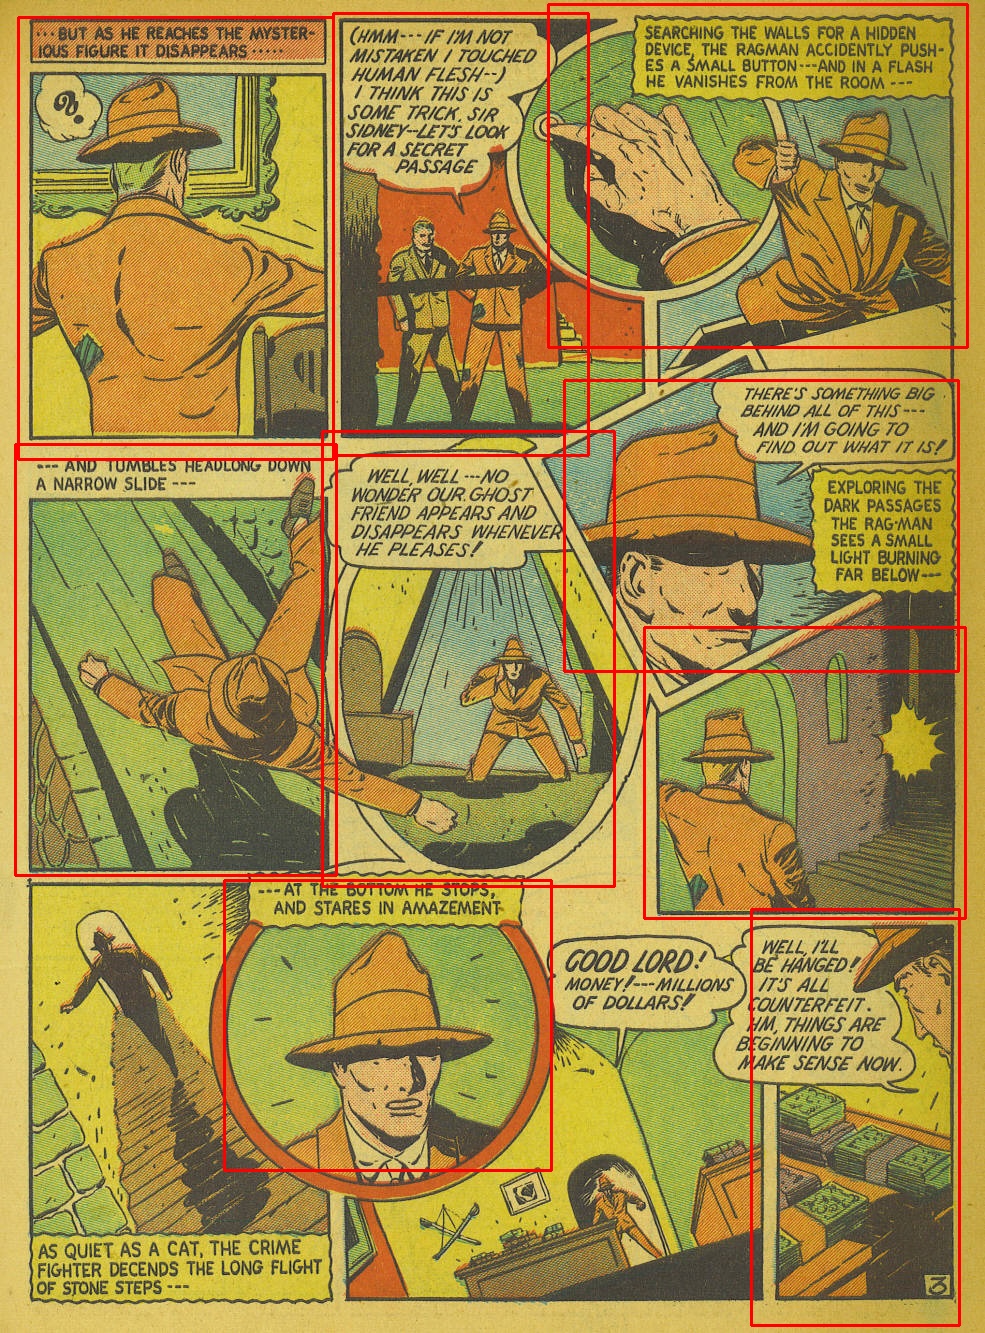 ···BUT AS HE REACHES THE MYSTER-
IOUS FIGURE IT DISAPPEARS·····
?!
(HMM---IF I'M NOT
MISTAKEN I TOUCHED
HUMAN FLESH--)
I THINK THIS IS
SOME TRICK, SIR
SIDNEY--LET'S LOOK
FOR A SECRET
PASSAGE
SEARCHING THE WALLS FOR A HIDDEN
DEVICE, THE RAGMAN ACCIDENTLY PUSH-
ES A SMALL BUTTON---AND IN A FLASH
HE VANISHES FROM THE ROOM ---
--- AND TUMBLES HEADLONG DOWN
A NARROW SLIDE ---
WELL, WELL ---NO
WONDER OUR GHOST
FRIEND APPEARS AND
DISAPPEARS WHENEVER
HE PLEASES!
THERE'S SOMETHING BIG
BEHIND ALL OF THIS---
AND I'M GOING TO
FIND OUT WHAT IT IS!
EXPLORING THE
DARK PASSAGES
THE RAG-MAN
SEES A SMALL
LIGHT BURNING
FAR BELOW---
AS QUIET AS A CAT, THE CRIME
FIGHTER DECENDS THE LONG FLIGHT
OF STONE STEPS ---
---AT THE BOTTOM HE STOPS,
AND STARES IN AMAZEMENT
GOOD LORD!
MONEY!---MILLIONS
OF DOLLARS!
WELL, I'LL
BE HANGED!
IT'S ALL
COUNTERFEIT.
HM, THINGS ARE
BEGINNING TO
MAKE SENSE NOW.
3